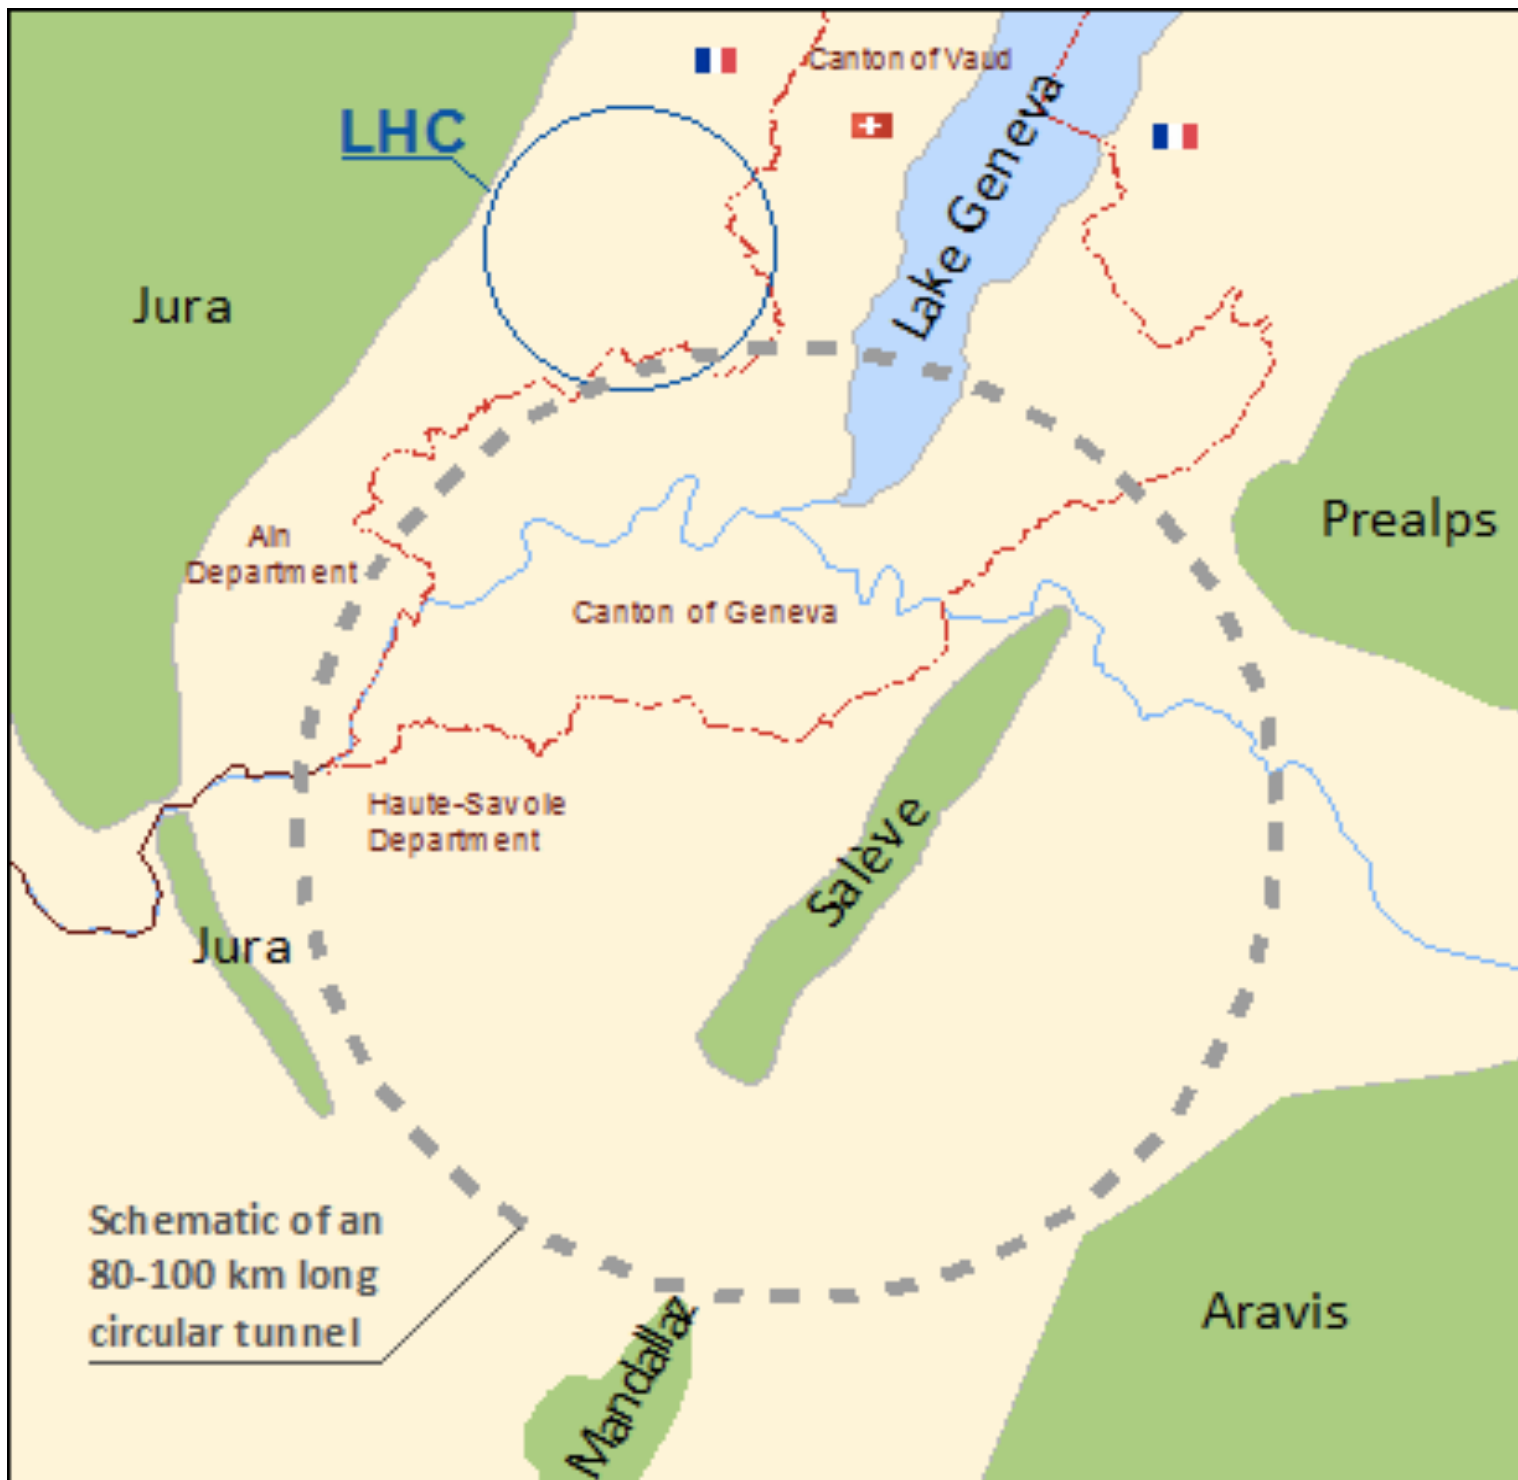 Canton of Vaud
LHC
Lake Geneva
Jura
Prealps
Ain
Department
Canton of Geneva
Haute-Savoie
Department
Salève
Jura
Schematic of an
80-100 km long
circular tunnel
Aravis
Mandallaz